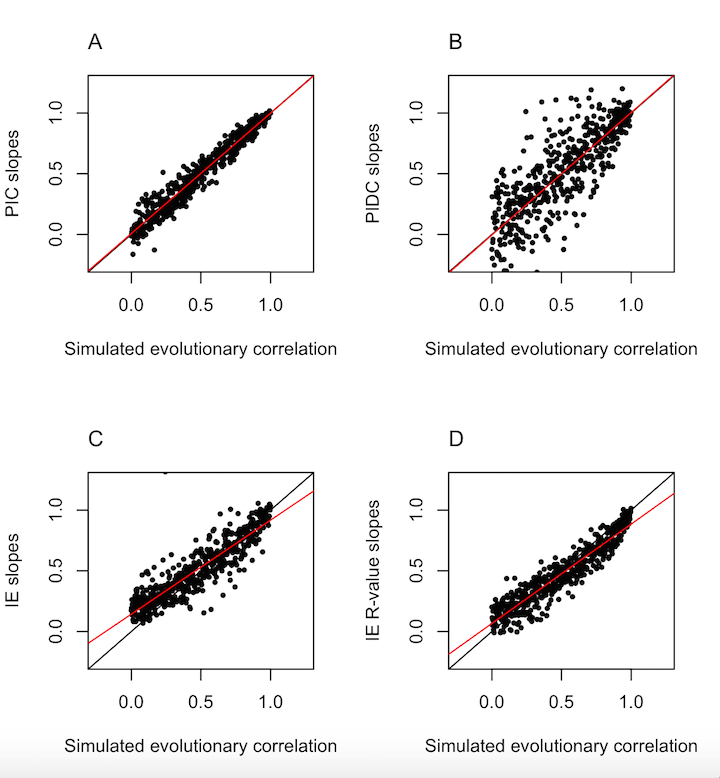 A
PIC slopes
1.0
0.5
0.0
0.0 0.5 1.0
Simulated evolutionary correlation
B
PIDC slopes
1.0
0.5
0.0
0.0 0.5 1.0
Simulated evolutionary correlation
C
IE slopes
1.0
0.5
0.0
0.0 0.5 1.0
Simulated evolutionary correlation
D
IE R-value slopes
1.0
0.5
0.0
0.0 0.5 1.0
Simulated evolutionary correlation